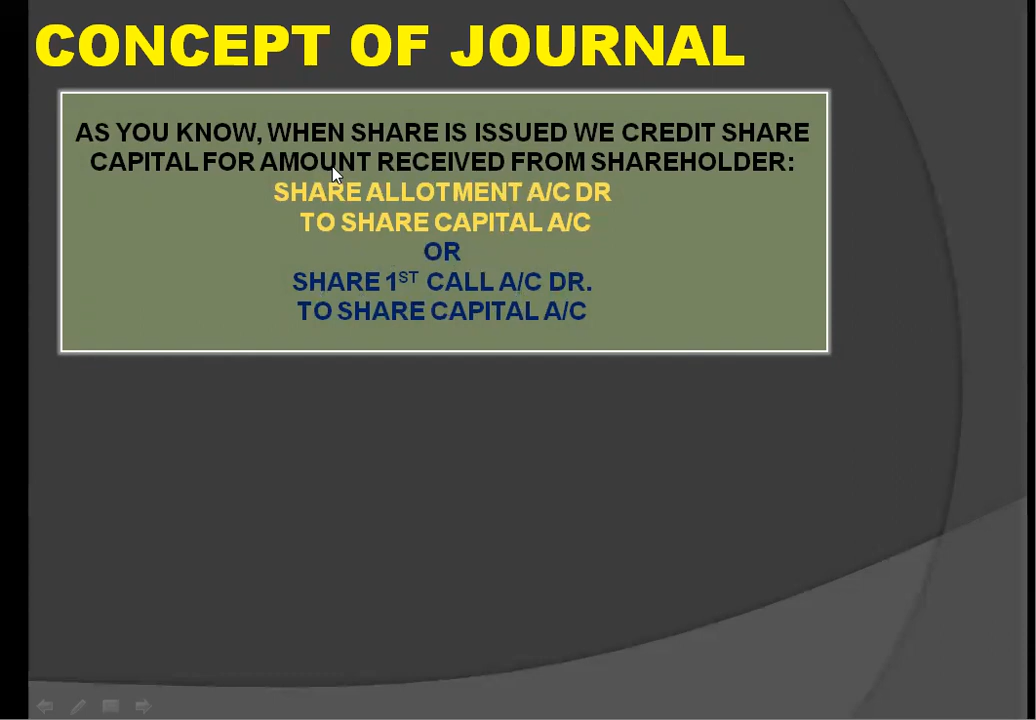 CONCEPT OF JOURNAL
AS YOU KNOW, WHEN SHARE IS ISSUED WE CREDIT SHARE
CAPITAL FOR AMOUNT RECEIVED FROM SHAREHOLDER:
SHARE ALLOTMENT A/C DR
TO SHARE CAPITAL A/C
OR
SHARE 1ST CALL A/C DR.
TO SHARE CAPITAL A/C